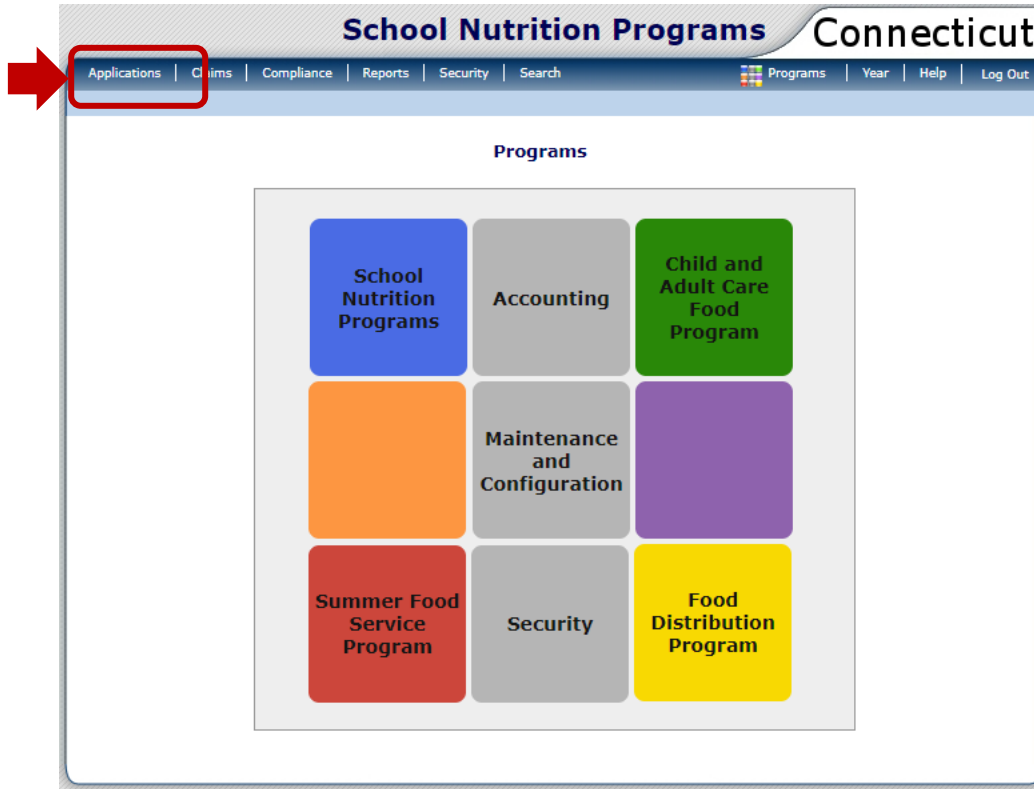 School Nutrition Programs Connecticut
Applications | Claims | Compliance | Reports | Security | Search Programs | Year | Help | Log Out
Programs
School
Nutrition
Programs
Accounting
Child and
Adult Care
Food
Program
Maintenance
and
Configuration
Summer Food
Service
Program
Security
Food
Distribution
Program